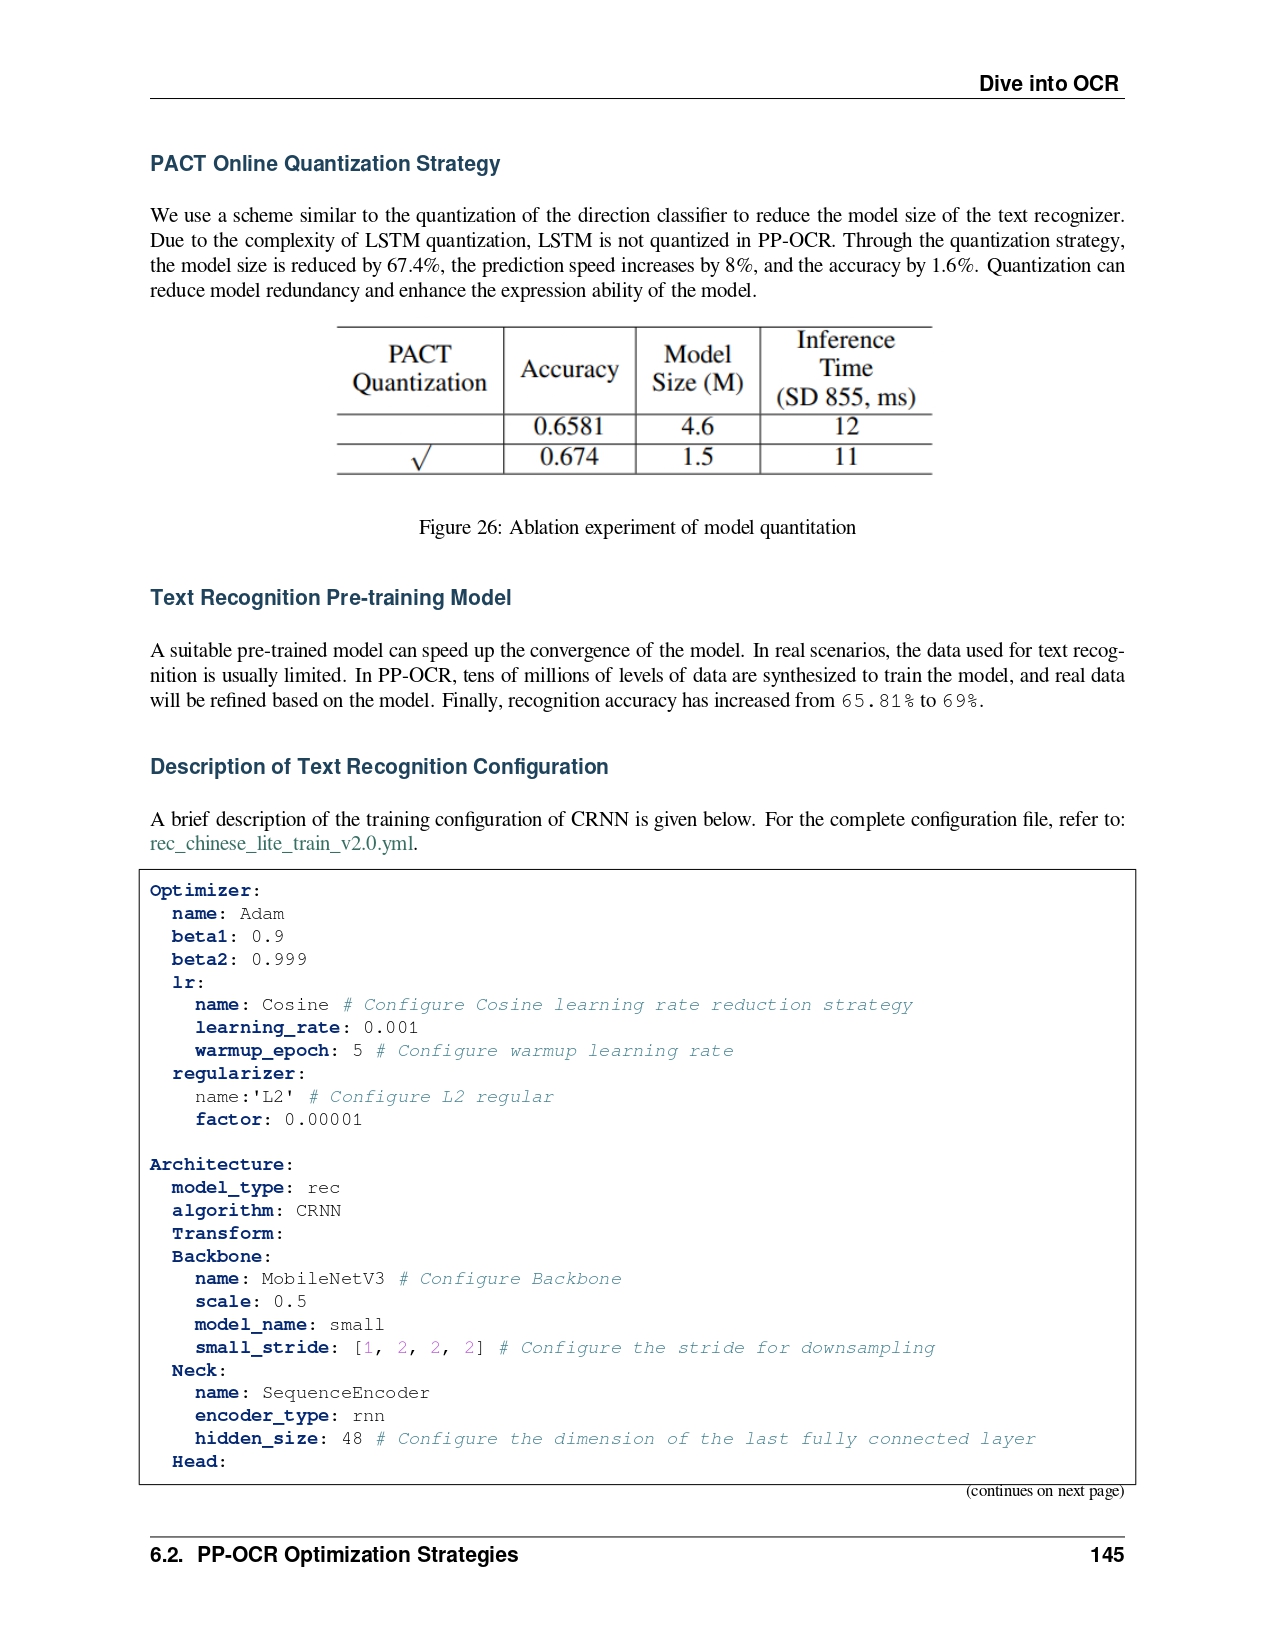 Dive into OCR
PACT Online Quantization Strategy
We use a scheme similar to the quantization of the direction classifier to reduce the model size of the text recognizer.
Due to the complexity of LSTM quantization, LSTM is not quantized in PP-OCR. Through the quantization strategy,
the model size is reduced by 67.4%, the prediction speed increases by 8%, and the accuracy by 1.6%. Quantization can
reduce model redundancy and enhance the expression ability of the model.
PACT Quantization Accuracy Model Size (M) Inference Time (SD 855, ms)
0.6581 4.6 12
√ 0.674 1.5 11
Figure 26: Ablation experiment of model quantitation
Text Recognition Pre-training Model
A suitable pre-trained model can speed up the convergence of the model. In real scenarios, the data used for text recog-
nition is usually limited. In PP-OCR, tens of millions of levels of data are synthesized to train the model, and real data
will be refined based on the model. Finally, recognition accuracy has increased from 65.81% to 69%.
Description of Text Recognition Configuration
A brief description of the training configuration of CRNN is given below. For the complete configuration file, refer to:
rec_chinese_lite_train_v2.0.yml.
Optimizer:
  name: Adam
  beta1: 0.9
  beta2: 0.999
  lr:
    name: Cosine # Configure Cosine learning rate reduction strategy
    learning_rate: 0.001
    warmup_epoch: 5 # Configure warmup learning rate
  regularizer:
    name:'L2' # Configure L2 regular
    factor: 0.00001
Architecture:
  model_type: rec
  algorithm: CRNN
  Transform:
  Backbone:
    name: MobileNetV3 # Configure Backbone
    scale: 0.5
    model_name: small
    small_stride: [1, 2, 2, 2] # Configure the stride for downsampling
  Neck:
    name: SequenceEncoder
    encoder_type: rnn
    hidden_size: 48 # Configure the dimension of the last fully connected layer
  Head:
(continues on next page)
6.2. PP-OCR Optimization Strategies 145